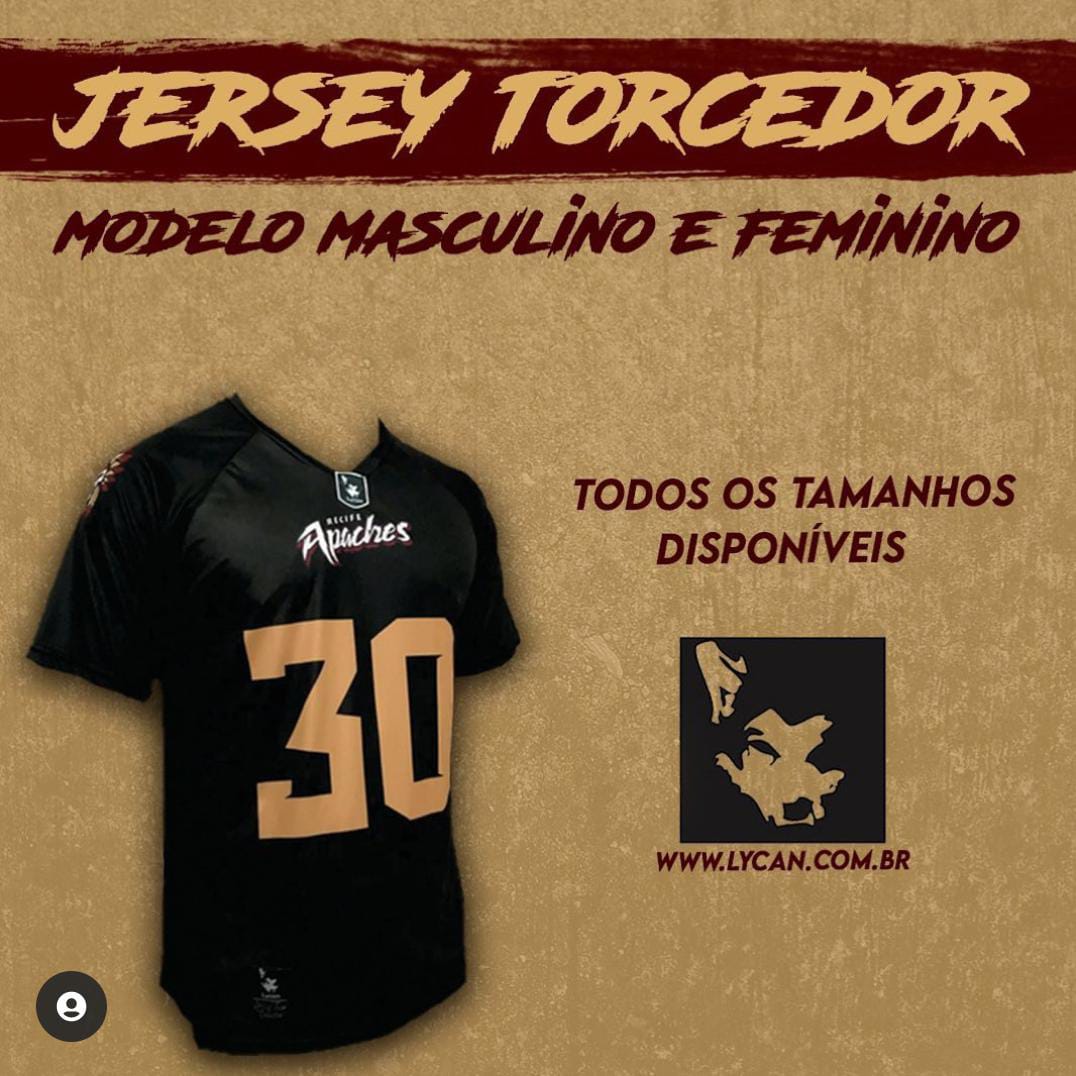 JERSEY TORCEDOR
MODELO MASCULINO E FEMININO
RECIFE
Apaches
30
TODOS OS TAMANHOS
DISPONÍVEIS
WWW.LYCAN.COM.BR